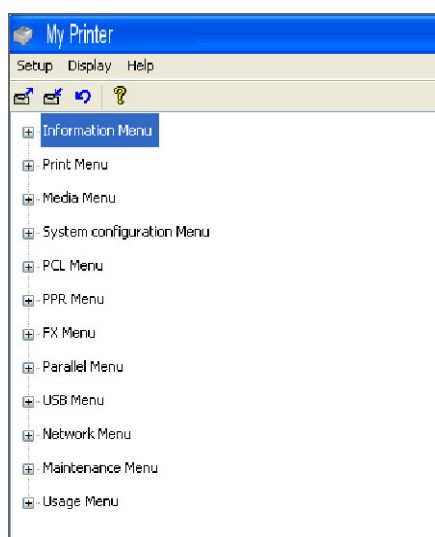 My Printer
Setup Display Help
Information Menu
Print Menu
Media Menu
System configuration Menu
PCL Menu
PPR Menu
FX Menu
Parallel Menu
USB Menu
Network Menu
Maintenance Menu
Usage Menu